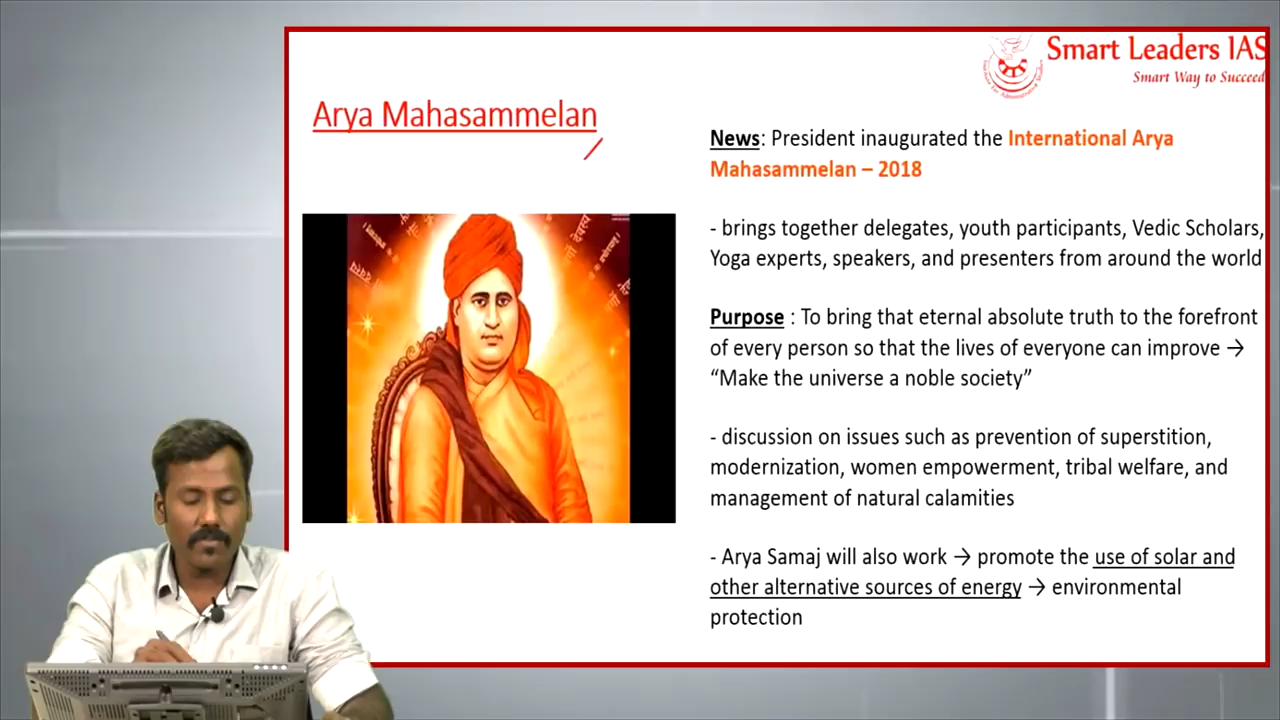 Smart Leaders IAS
Smart Way to Succeed
Arya Mahasammelan
News: President inaugurated the International Arya
Mahasammelan – 2018
- brings together delegates, youth participants, Vedic Scholars,
Yoga experts, speakers, and presenters from around the world
Purpose : To bring that eternal absolute truth to the forefront
of every person so that the lives of everyone can improve →
“Make the universe a noble society”
- discussion on issues such as prevention of superstition,
modernization, women empowerment, tribal welfare, and
management of natural calamities
- Arya Samaj will also work → promote the use of solar and
other alternative sources of energy → environmental
protection